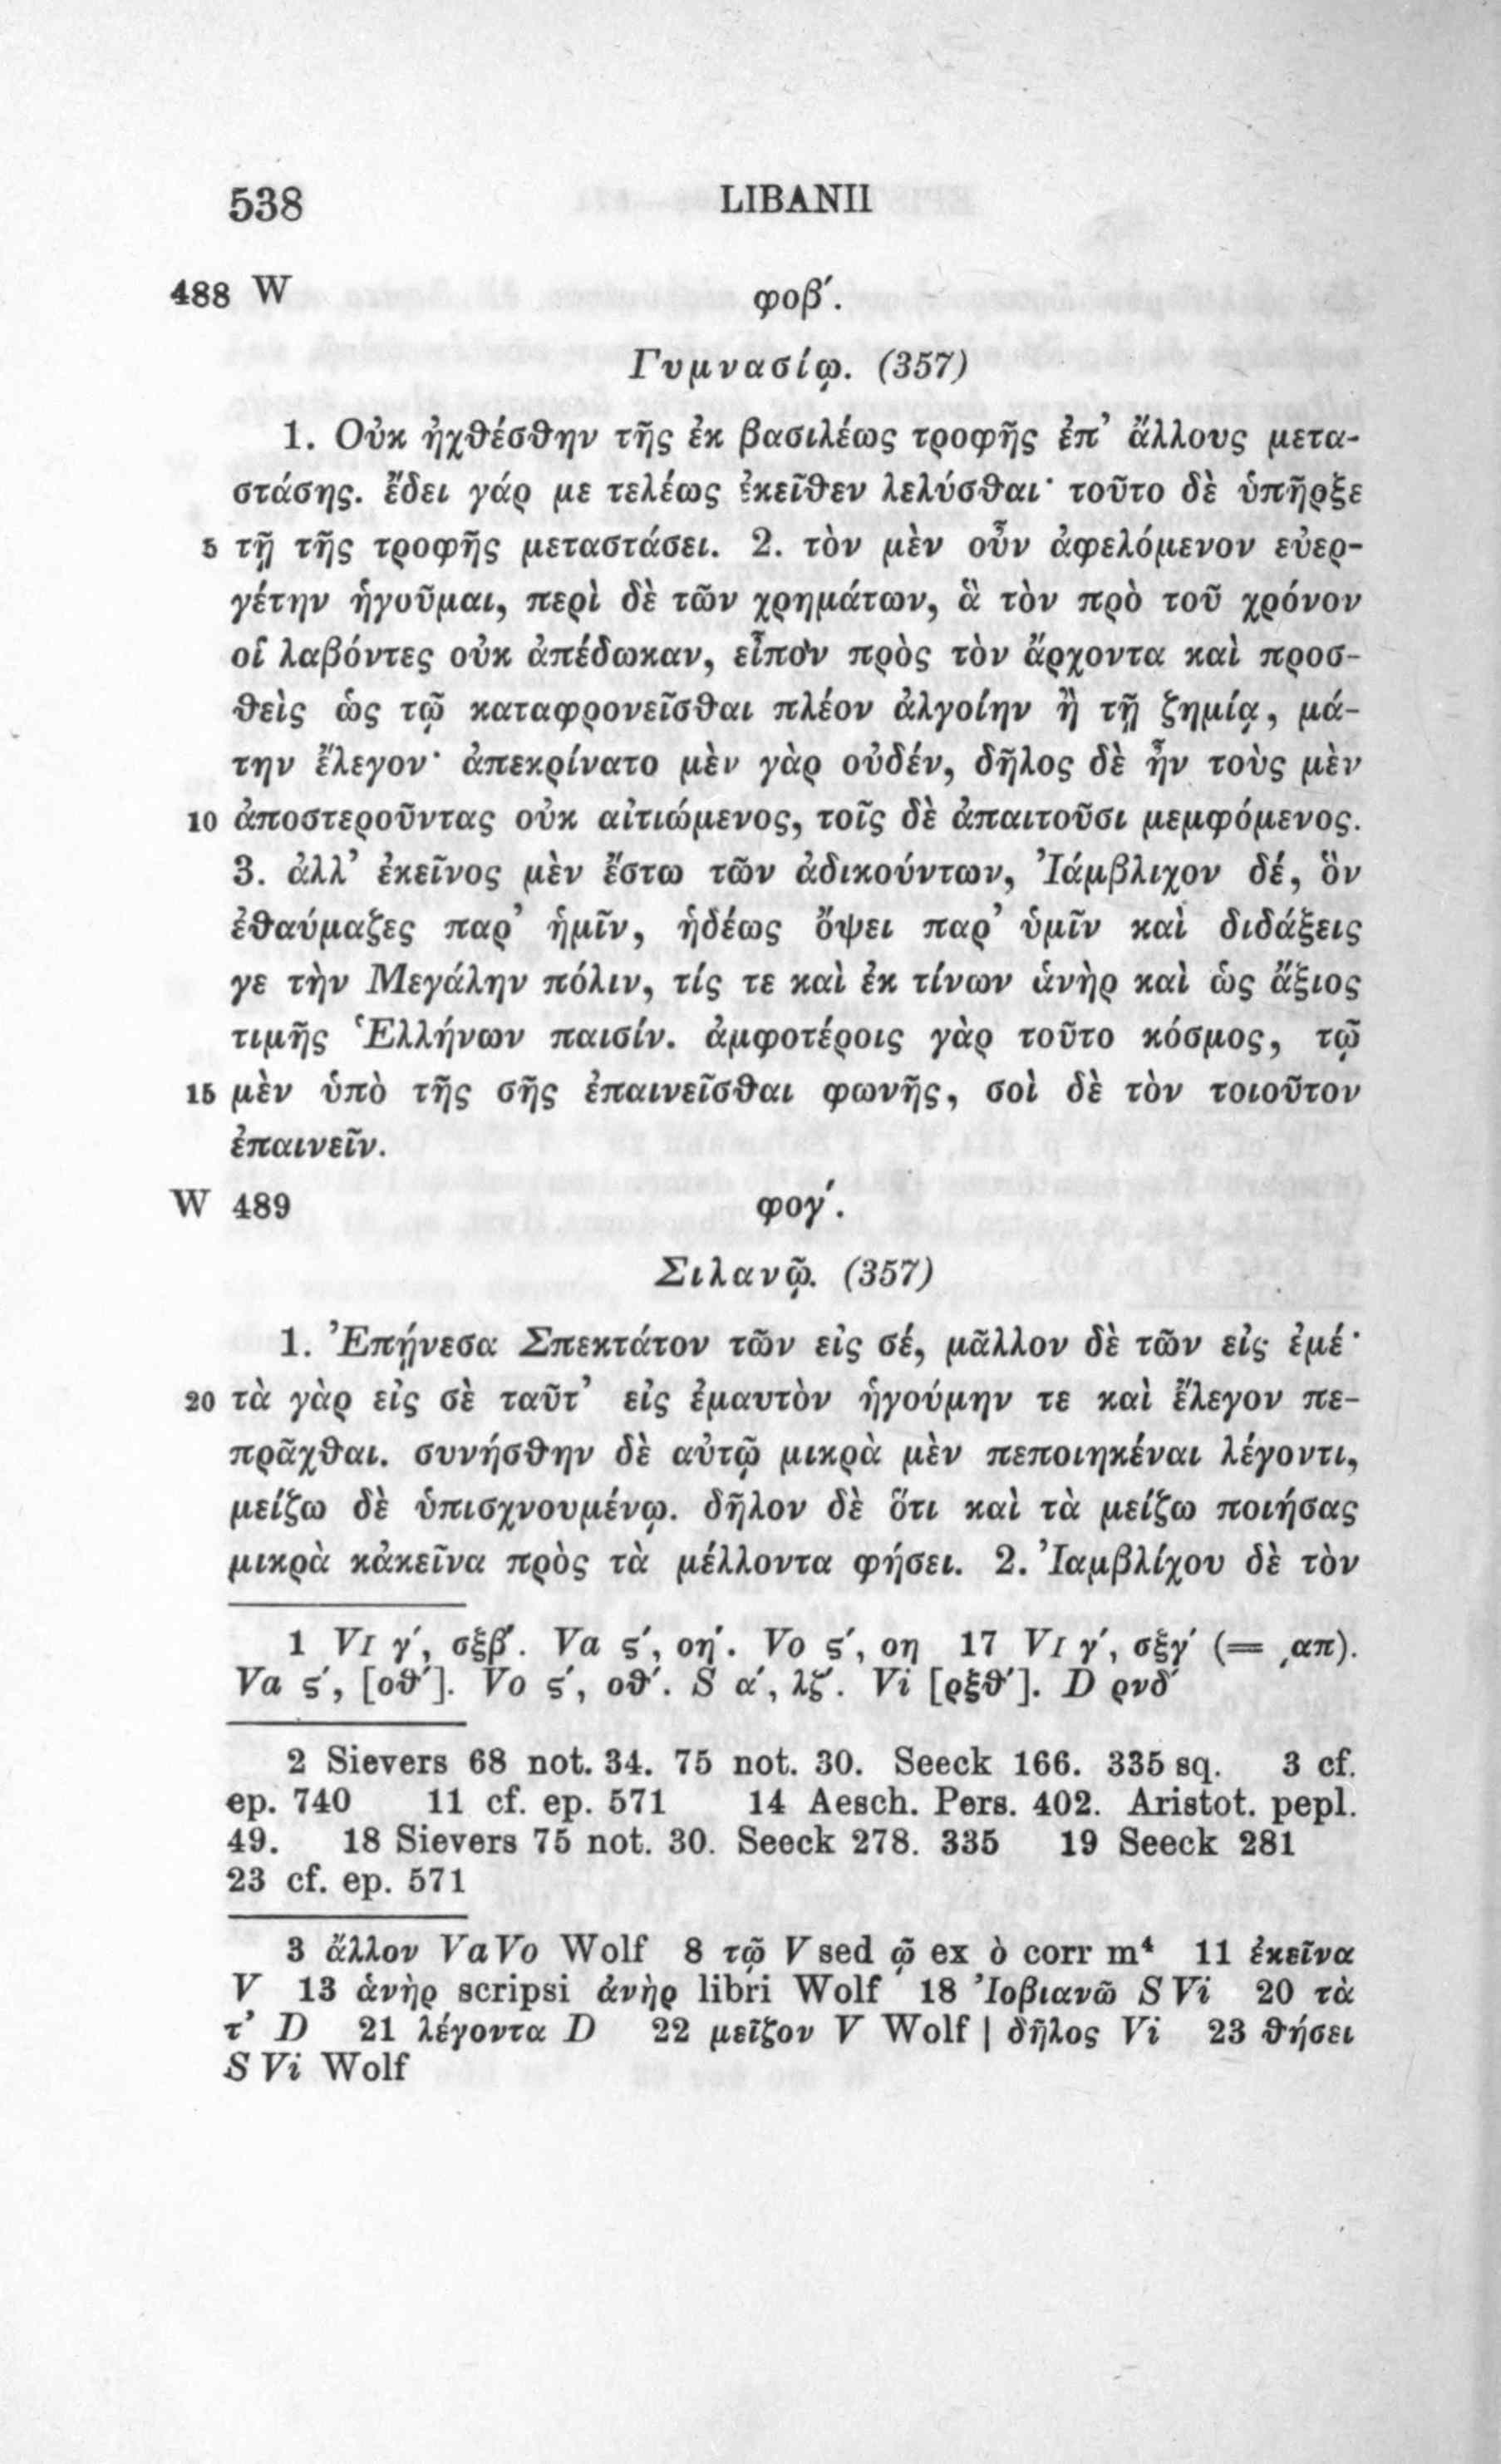 538 LIBANII
488 W φοβ′.
Γυμνασίῳ. (357)
1. Οὐκ ἠχθέσθην τῆς ἐκ βασιλέως τροφῆς ἐπ’ ἄλλους μετα-
στάσης. ἔδει γάρ με τελέως ἐκεῖθεν λελύσθαι· τοῦτο δὲ ὑπῆρξε
5 τῇ τῆς τροφῆς μεταστάσει. 2. τὸν μὲν οὖν ἀφελόμενον εὐερ-
γέτην ἡγοῦμαι, περὶ δὲ τῶν χρημάτων, ἃ τὸν πρὸ τοῦ χρόνον
οἱ λαβόντες οὐκ ἀπέδωκαν, εἶπον πρὸς τὸν ἄρχοντα καὶ προσ-
θεὶς ὡς τῷ καταφρονεῖσθαι πλέον ἀλγοίην ἢ τῇ ζημίᾳ, μά-
την ἔλεγον· ἀπεκρίνατο μὲν γὰρ οὐδέν, δῆλος δὲ ἦν τοὺς μὲν
10 ἀποστεροῦντας οὐκ αἰτιώμενος, τοῖς δὲ ἀπαιτοῦσι μεμφόμενος.
3. ἀλλ’ ἐκεῖνος μὲν ἔστω τῶν ἀδικούντων, Ἰάμβλιχον δέ, ὃν
ἐθαύμαζες παρ’ ἡμῖν, ἡδέως ὄψει παρ’ ὑμῖν καὶ διδάξεις
γε τὴν Μεγάλην πόλιν, τίς τε καὶ ἐκ τίνων ἁνὴρ καὶ ὡς ἄξιος
τιμῆς Ἑλλήνων παισίν. ἀμφοτέροις γὰρ τοῦτο κόσμος, τῷ
15 μὲν ὑπὸ τῆς σῆς ἐπαινεῖσθαι φωνῆς, σοὶ δὲ τὸν τοιοῦτον
ἐπαινεῖν.
W 489 φογ′.
Σιλανῷ. (357)
1. Ἐπῄνεσα Σπεκτάτον τῶν εἰς σέ, μᾶλλον δὲ τῶν εἰς ἐμέ·
20 τὰ γὰρ εἰς σὲ ταῦτ’ εἰς ἐμαυτὸν ἡγούμην τε καὶ ἔλεγον πε-
πρᾶχθαι. συνήσθην δὲ αὐτῷ μικρὰ μὲν πεποιηκέναι λέγοντι,
μείζω δὲ ὑπισχνουμένῳ. δῆλον δὲ ὅτι καὶ τὰ μείζω ποιήσας
μικρὰ κἀκεῖνα πρὸς τὰ μέλλοντα φήσει. 2. Ἰαμβλίχου δὲ τὸν
1 VI γ′, σξβ′. Va ϛ′, οη′. Vo ϛ′, οη 17 VI γ′, σξγ′ (= ͵απ).
Va ϛ′, [οθ′]. Vo ϛ′, οθ′. S α′, λζ′. Vi [ρξθ′]. D ρνδ′
2 Sievers 68 not. 34. 75 not. 30. Seeck 166. 335 sq. 3 cf.
ep. 740 11 cf. ep. 571 14 Aesch. Pers. 402. Aristot. pepl.
49. 18 Sievers 75 not. 30. Seeck 278. 335 19 Seeck 281
23 cf. ep. 571
3 ἄλλον Va Vo Wolf 8 τῷ V sed ῷ ex ὸ corr m⁴ 11 ἐκεῖνα
V 13 ἁνὴρ scripsi ἀνὴρ libri Wolf 18 Ἰοβιανῶ S Vi 20 τὰ
τ’ D 21 λέγοντα D 22 μεῖζον V Wolf | δῆλος Vi 23 θήσει
S Vi Wolf